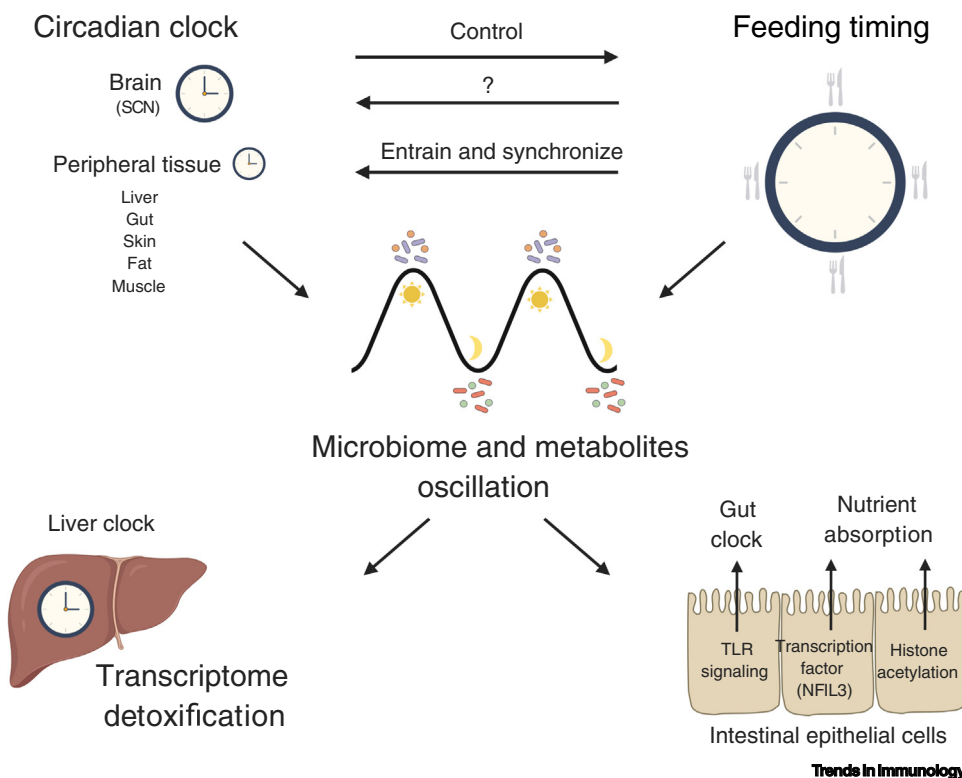 Circadian clock
Control
Feeding timing
Brain
(SCN)
?
Peripheral tissue
Entrain and synchronize
Liver
Gut
Skin
Fat
Muscle
Microbiome and metabolites
oscillation
Liver clock
Transcriptome
detoxification
Gut
clock
Nutrient
absorption
TLR
signaling
Transcription
factor
(NFIL3)
Histone
acetylation
Intestinal epithelial cells
Trends in Immunology